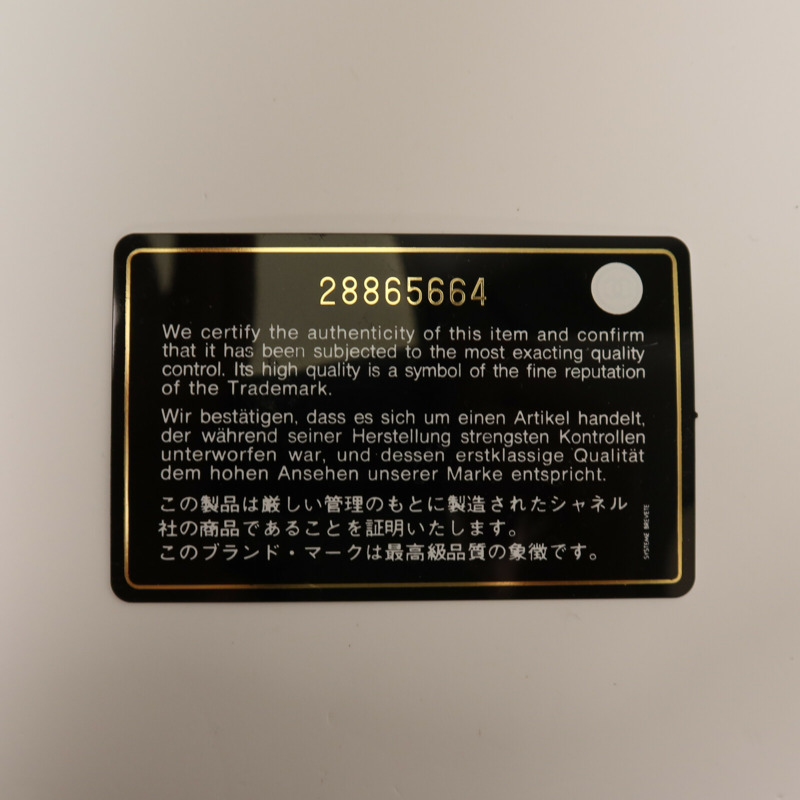 28865664
We certify the authenticity of this item and confirm
that it has been subjected to the most exacting quality
control. Its high quality is a symbol of the fine reputation
of the Trademark.
Wir bestätigen, dass es sich um einen Artikel handelt,
der während seiner Herstellung strengsten Kontrollen
unterworfen war, und dessen erstklassige Qualität
dem hohen Ansehen unserer Marke entspricht.
この製品は厳しい管理のもとに製造されたシャネル
社の商品であることを証明いたします。
このブランド・マークは最高級品質の象徴です。
SYSTEME BREVETE